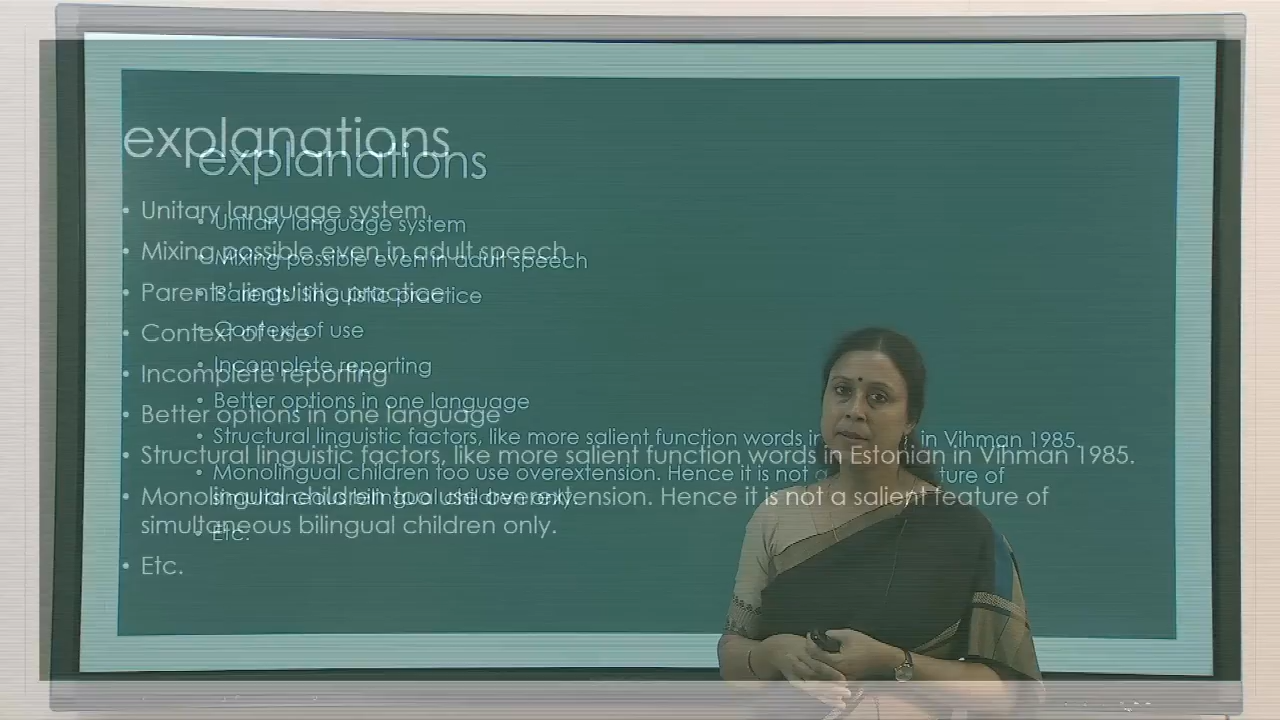 explanations
• Unitary language system
• Mixing possible even in adult speech
• Parents' linguistic practice
• Context of use
• Incomplete reporting
• Better options in one language
• Structural linguistic factors, like more salient function words in Estonian in Vihman 1985.
• Monolingual children too use overextension. Hence it is not a salient feature of
simultaneous bilingual children only.
• Etc.
explanations
• Unitary language system
• Mixing possible even in adult speech
• Parents' linguistic practice
• Context of use
• Incomplete reporting
• Better options in one language
• Structural linguistic factors, like more salient function words in in Vihman 1985.
• Monolingual children too use overextension. Hence it is not a of
simultaneous bilingual children only.
• Etc.